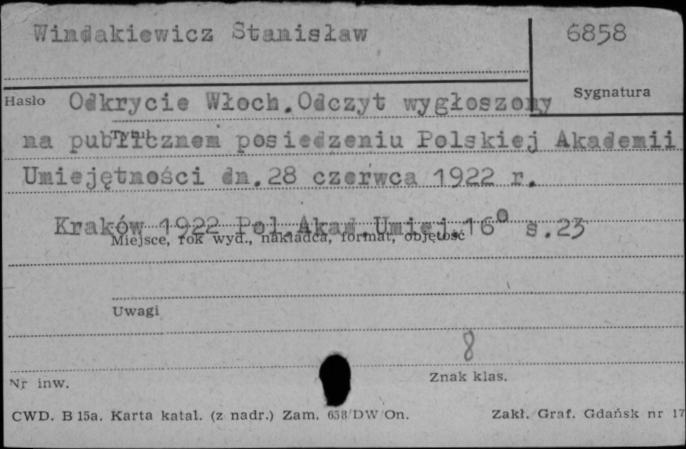 Windakiewicz Stanisław
6858
Hasło
Sygnatura
Odkrycie Włoch.Odczyt wygłoszony
Tytuł
na publicznem posiedzeniu Polskiej Akademii
Umiejętności dn.28 czerwca 1922 r.
Kraków 1922 Pol.Akad.Umiej.16° s.23
Miejsce, rok wyd., nakładca, format, objętość
Uwagi
8
Nr inw.
Znak klas.
CWD. B 15a. Karta katal. (z nadr.) Zam. 658/DW/On.
Zakł. Graf. Gdańsk nr 17